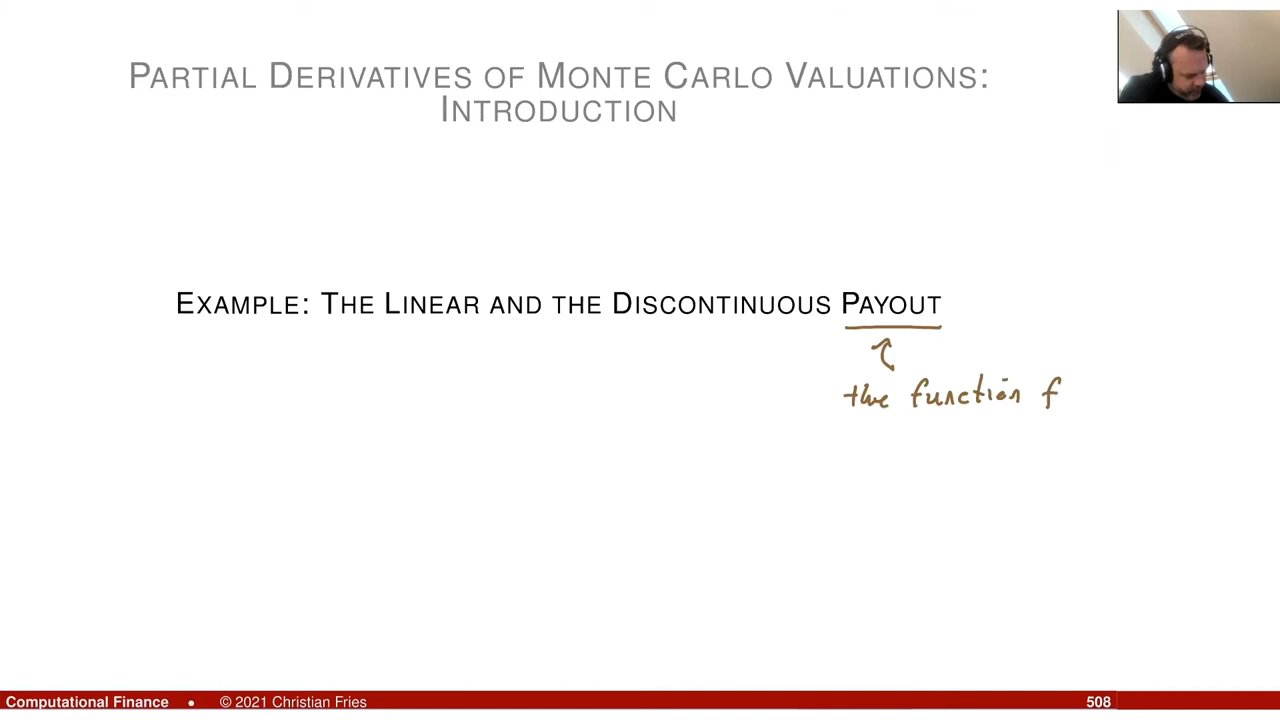 PARTIAL DERIVATIVES OF MONTE CARLO VALUATIONS:
INTRODUCTION
EXAMPLE: THE LINEAR AND THE DISCONTINUOUS PAYOUT
the function f
Computational Finance • © 2021 Christian Fries 508